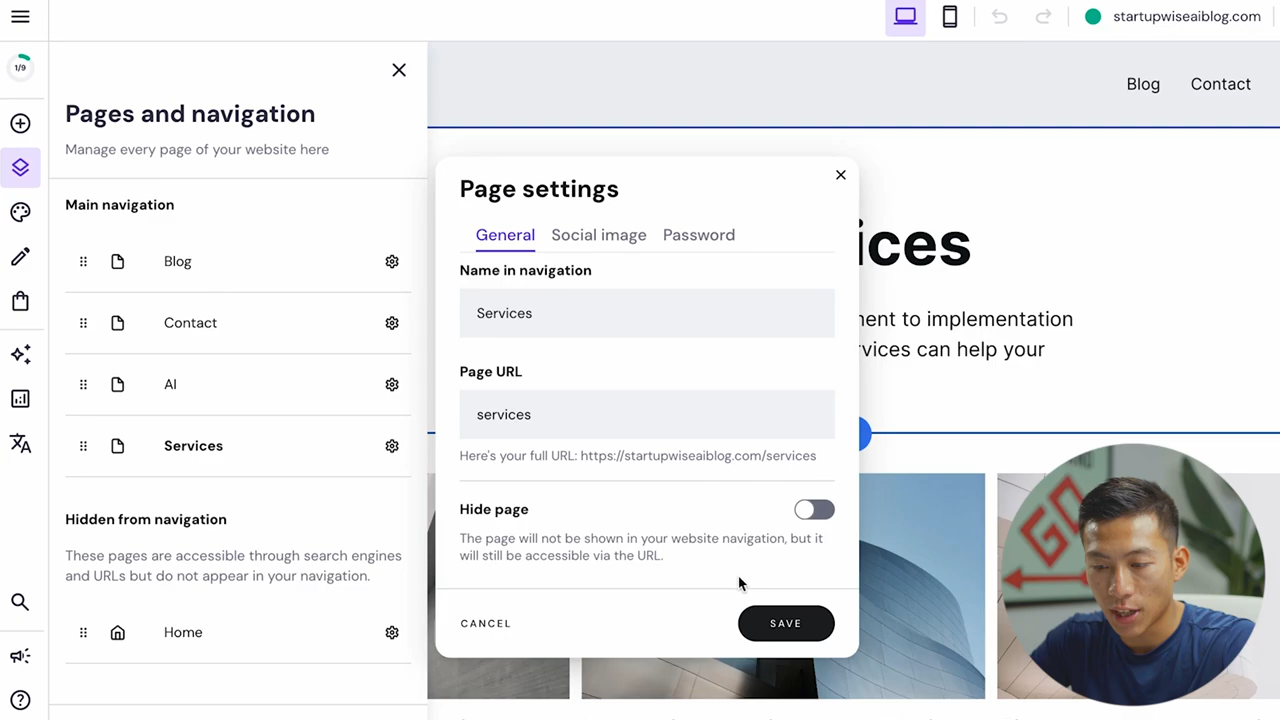 startupwiseaiblog.com
1/9
Pages and navigation
Manage every page of your website here
Main navigation
Blog
Contact
AI
Services
Hidden from navigation
These pages are accessible through search engines
and URLs but do not appear in your navigation.
Home
Blog
Contact
Page settings
General
Social image
Password
Name in navigation
Services
Page URL
services
Here's your full URL: https://startupwiseaiblog.com/services
Hide page
The page will not be shown in your website navigation, but it
will still be accessible via the URL.
CANCEL
SAVE
ices
to implementation
can help your
GO